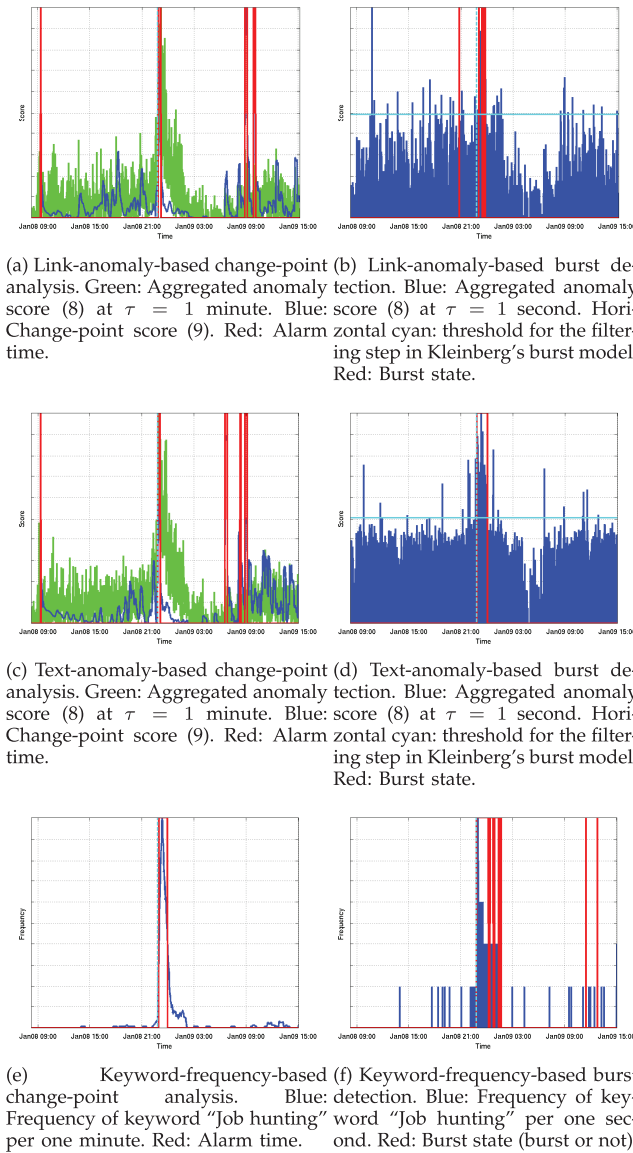 Score
Score
Jan08 09:00 Jan08 15:00 Jan08 21:00 Jan09 03:00 Jan09 09:00 Jan09 15:00
Jan08 09:00 Jan08 15:00 Jan08 21:00 Jan09 03:00 Jan09 09:00 Jan09 15:00
Time
Time
(a) Link-anomaly-based change-point
analysis. Green: Aggregated anomaly
score (8) at τ = 1 minute. Blue:
Change-point score (9). Red: Alarm
time.
(b) Link-anomaly-based burst de-
tection. Blue: Aggregated anomaly
score (8) at τ = 1 second. Hori-
zontal cyan: threshold for the filter-
ing step in Kleinberg's burst model
Red: Burst state.
Score
Score
Jan08 09:00 Jan08 15:00 Jan08 21:00 Jan09 03:00 Jan09 09:00 Jan09 15:00
Jan08 09:00 Jan08 15:00 Jan08 21:00 Jan09 03:00 Jan09 09:00 Jan09 15:00
Time
Time
(c) Text-anomaly-based change-point
analysis. Green: Aggregated anomaly
score (8) at τ = 1 minute. Blue:
Change-point score (9). Red: Alarm
time.
(d) Text-anomaly-based burst de-
tection. Blue: Aggregated anomaly
score (8) at τ = 1 second. Hori-
zontal cyan: threshold for the filter-
ing step in Kleinberg's burst model
Red: Burst state.
Frequency
Frequency
Jan08 09:00 Jan08 15:00 Jan08 21:00 Jan09 03:00 Jan09 09:00 Jan09 15:00
Jan08 09:00 Jan08 15:00 Jan08 21:00 Jan09 03:00 Jan09 09:00 Jan09 15:00
Time
Time
(e) Keyword-frequency-based
change-point analysis. Blue:
Frequency of keyword “Job hunting”
per one minute. Red: Alarm time.
(f) Keyword-frequency-based burst
detection. Blue: Frequency of key-
word “Job hunting” per one sec-
ond. Red: Burst state (burst or not)